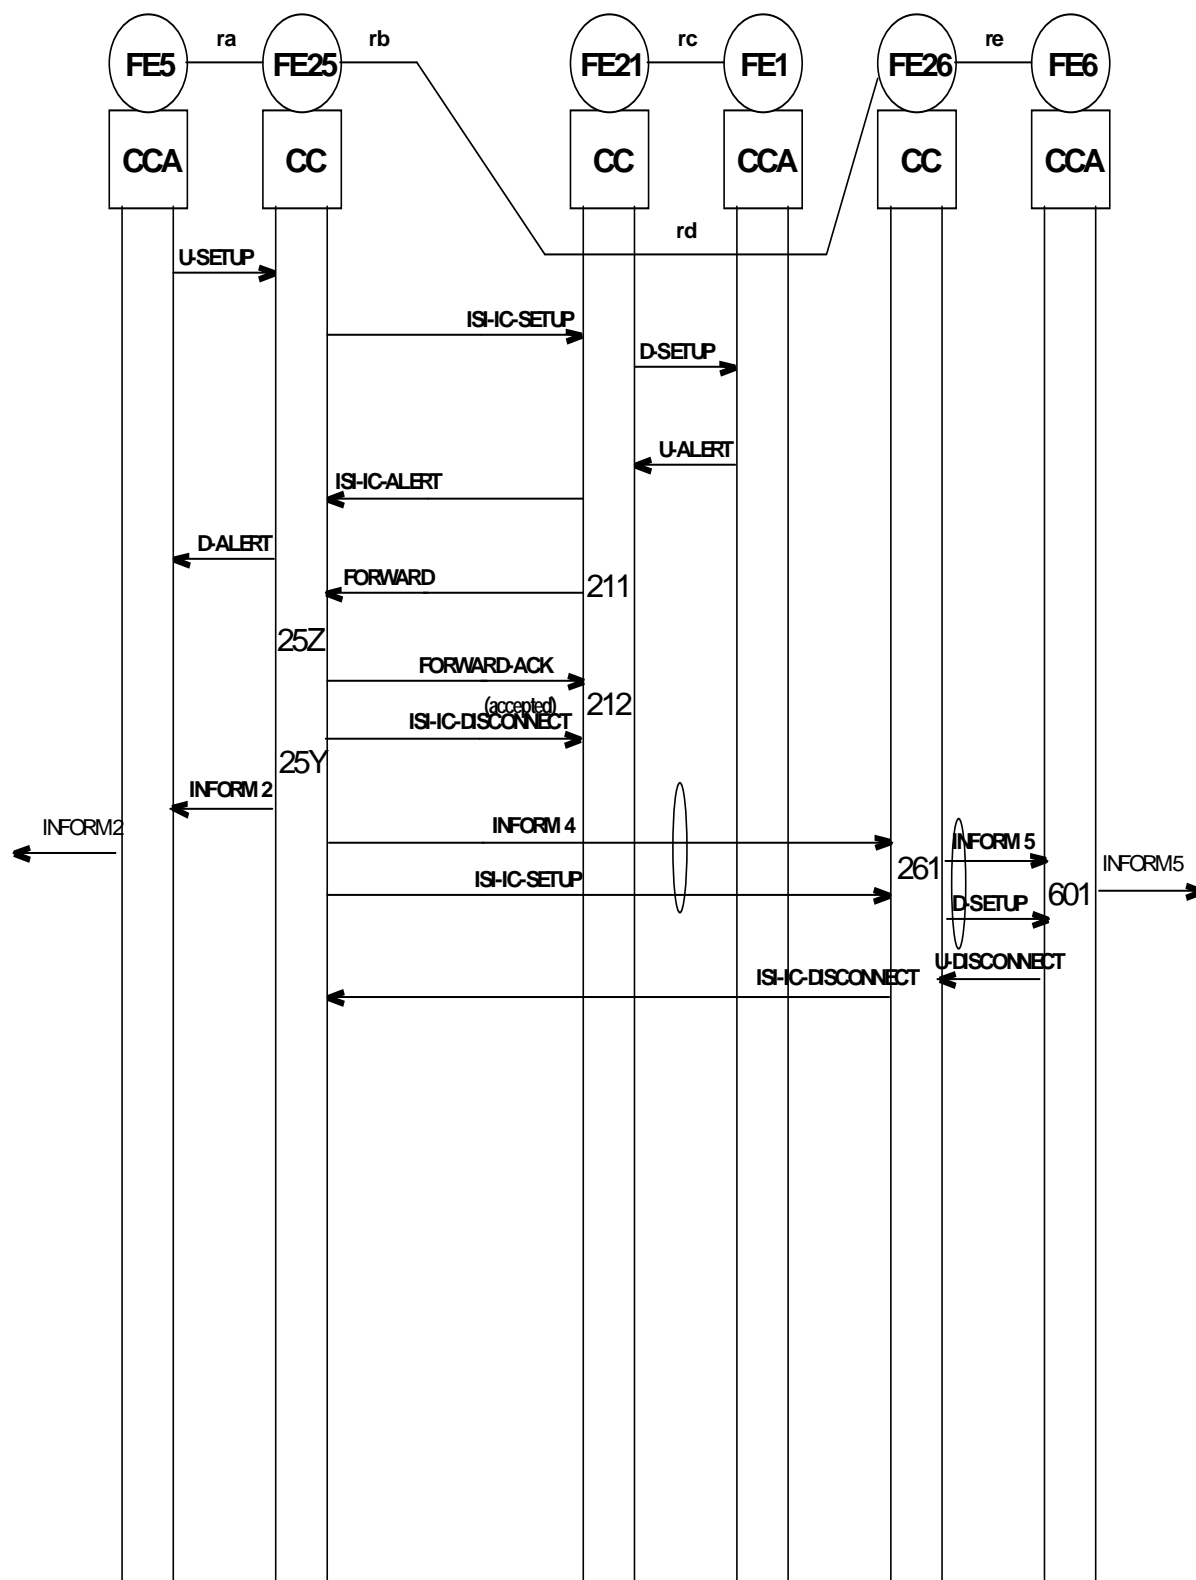 ra rb rc re
FE5 FE25 FE21 FE1 FE26 FE6
CCA CC CC CCA CC CCA
rd
U-SETUP
ISI-IC-SETUP
D-SETUP
U-ALERT
ISI-IC-ALERT
D-ALERT
FORWARD
211
25Z
FORWARD-ACK
(accepted)
212
ISI-IC-DISCONNECT
25Y
INFORM 2
INFORM2
INFORM 4
INFORM 5
261
INFORM5
ISI-IC-SETUP
601
D-SETUP
U-DISCONNECT
ISI-IC-DISCONNECT